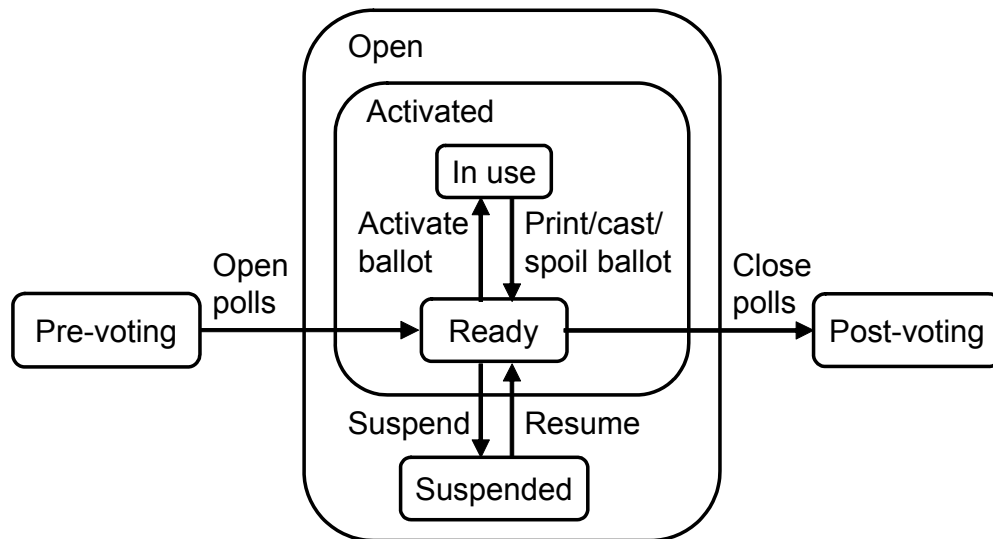 Open
Activated
In use
Activate
ballot
Print/cast/
spoil ballot
Open
polls
Close
polls
Pre-voting
Ready
Post-voting
Suspend
Resume
Suspended